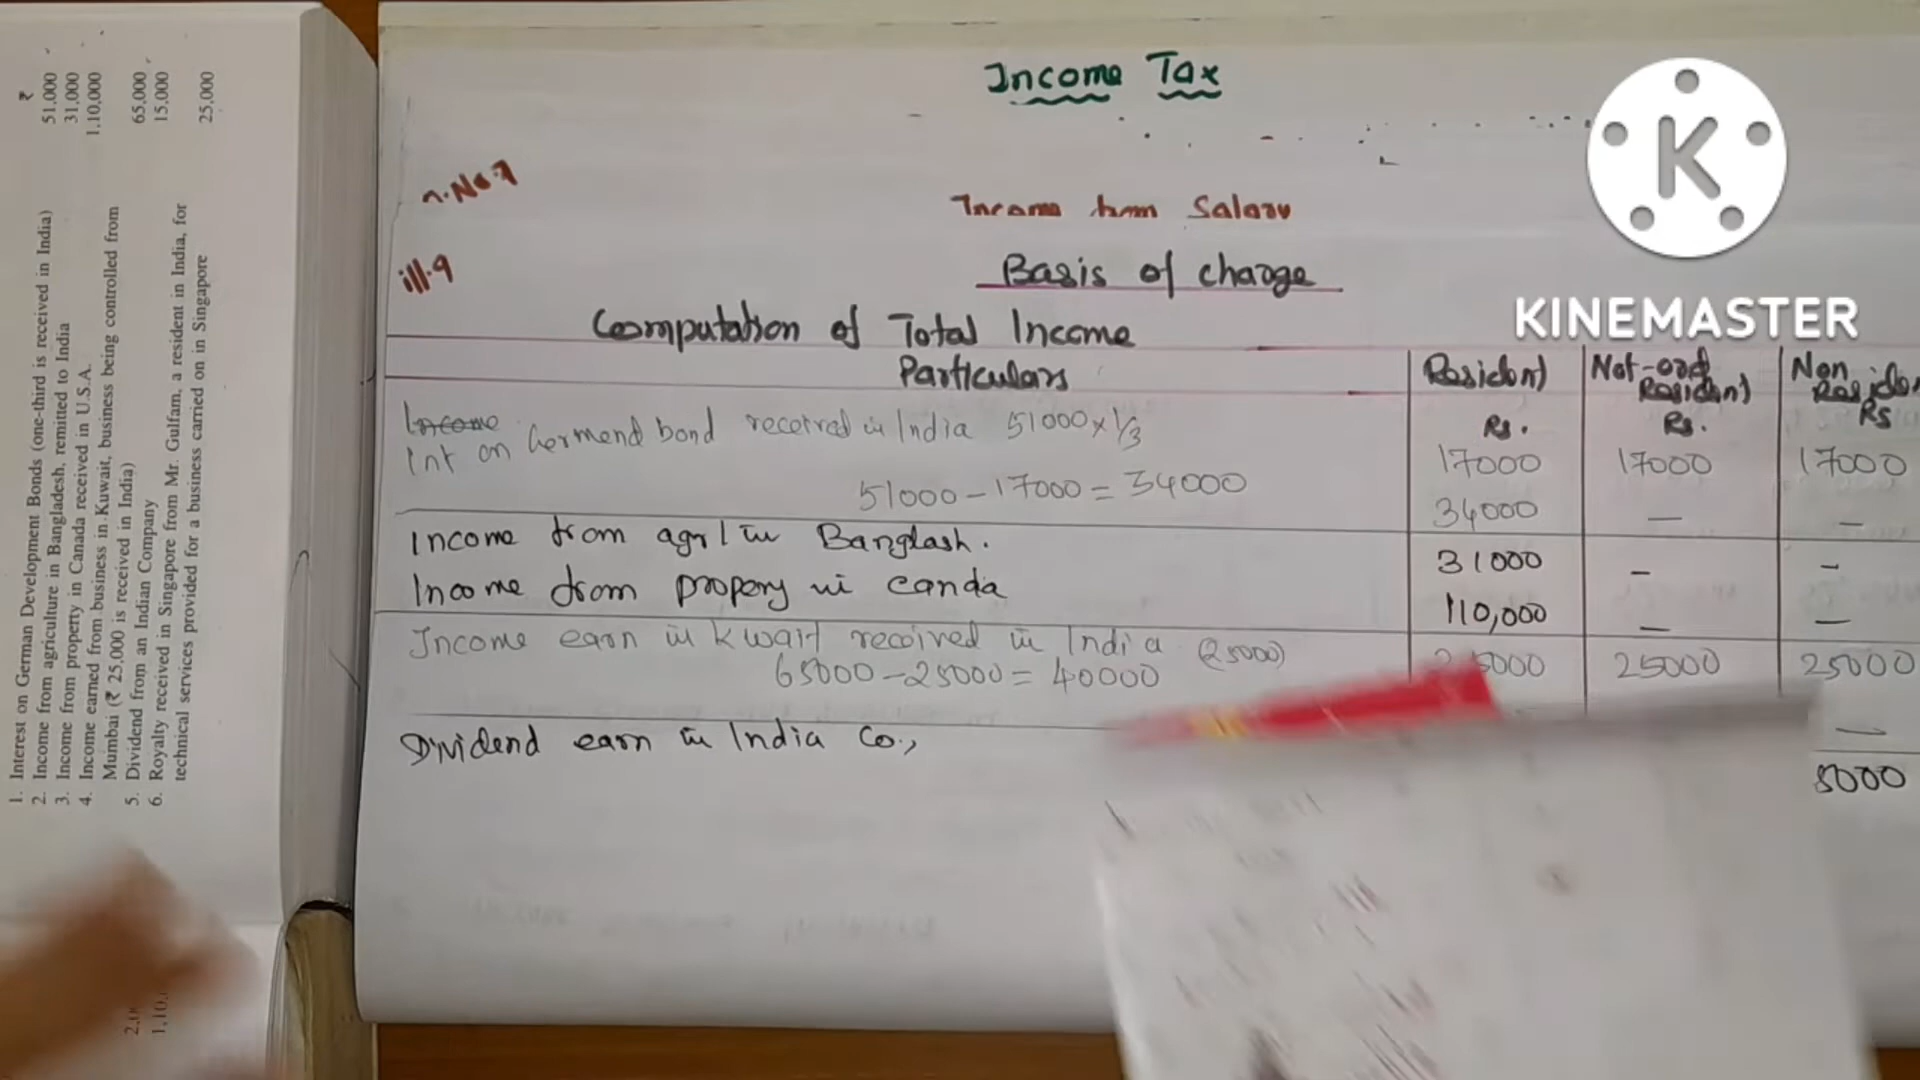 ₹
1. Interest on German Development Bonds (one-third is received in India) 51,000
2. Income from agriculture in Bangladesh, remitted to India 31,000
3. Income from property in Canada received in U.S.A. 1,10,000
4. Income earned from business in Kuwait, business being controlled from
Mumbai (₹ 25,000 is received in India) 65,000
5. Dividend from an Indian Company 15,000
6. Royalty received in Singapore from Mr. Gulfam, a resident in India, for
technical services provided for a business carried on in Singapore 25,000
Income Tax
KINEMASTER
Income from Salary
ill.9
Basis of charge
Computation of Total Income
Particulars Resident Not-ord Resident Non
Rs. Rs. Rs
Income
Int on Germend bond received in India 51000 x 1/3 17000 17000 17000
51000 - 17000 = 34000 34000 — —
Income from agrl in Banglash. 31000 – –
Income from propery in canda 110,000 — —
Income earn in kwait received in India (25000) 25000 25000
65000 - 25000 = 40000 —
Dividend earn in India Co.,